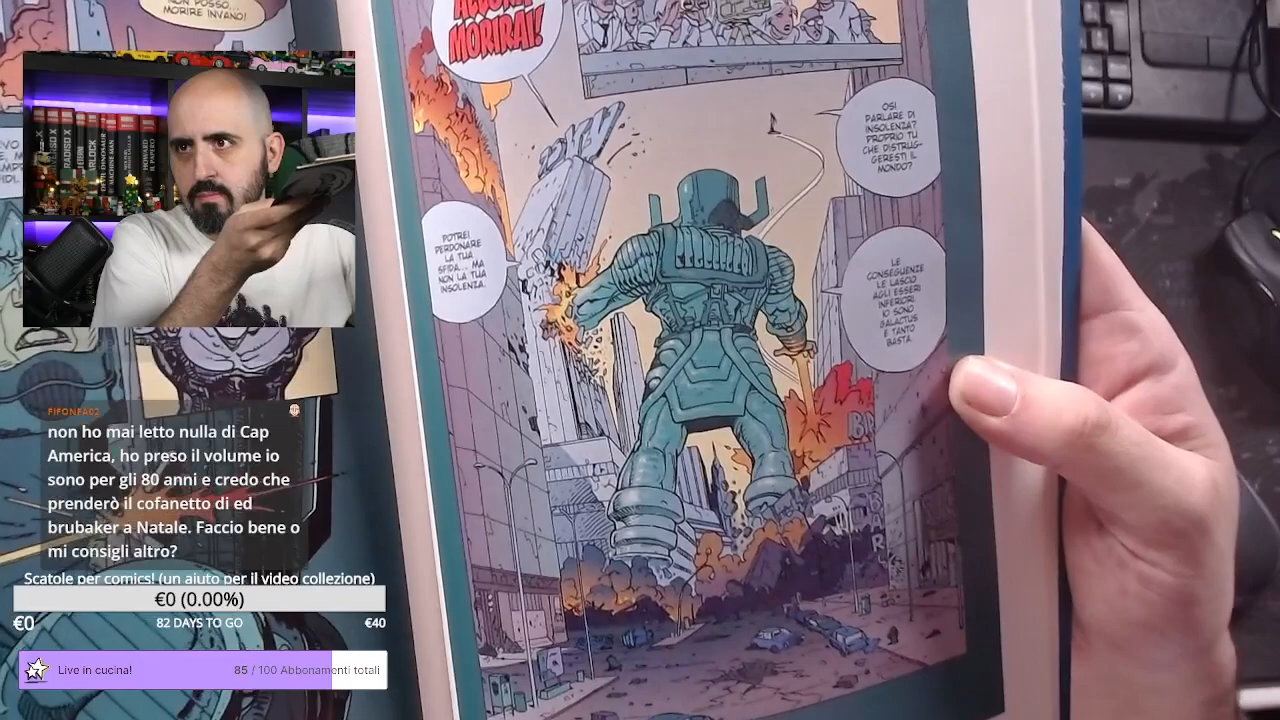 NON POSSO...
MORIRE INVANO!
ALLORA
MORIRAI!
OSI
PARLARE DI
INSOLENZA?
PROPRIO TU
CHE DISTRUG-
GERESTI IL
MONDO?
POTREI
PERDONARE
LA TUA
SFIDA... MA
NON LA TUA
INSOLENZA.
LE
CONSEGUENZE
LE LASCIO
AGLI ESSERI
INFERIORI.
IO SONO
GALACTUS
E TANTO
BASTA.
FIFONFA02
non ho mai letto nulla di Cap
America, ho preso il volume io
sono per gli 80 anni e credo che
prenderò il cofanetto di ed
brubaker a Natale. Faccio bene o
mi consigli altro?
Scatole per comics! (un aiuto per il video collezione)
€0 (0.00%)
€0 82 DAYS TO GO €40
Live in cucina! 85 / 100 Abbonamenti totali